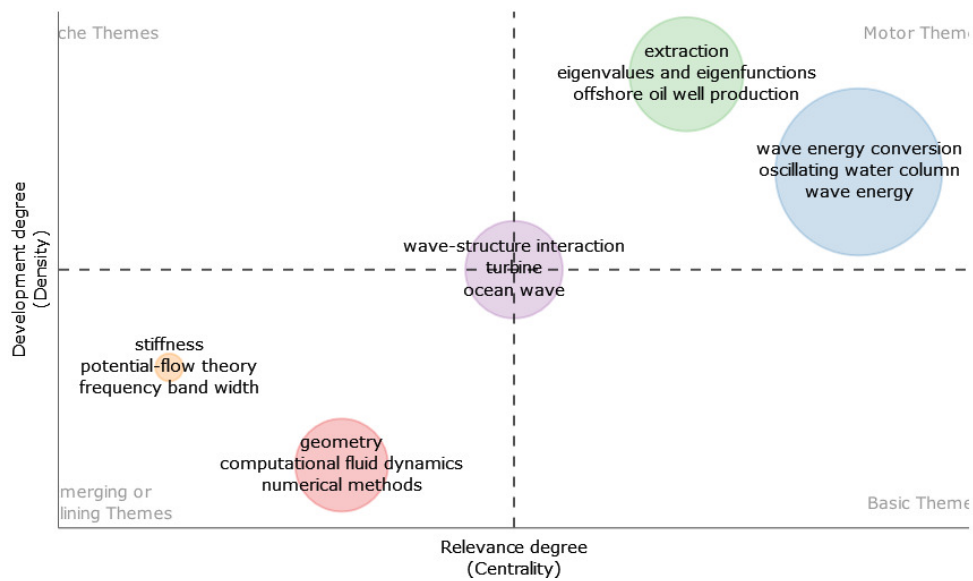 che Themes
Motor Theme
extraction
eigenvalues and eigenfunctions
offshore oil well production
wave energy conversion
oscillating water column
wave energy
wave-structure interaction
turbine
ocean wave
Development degree
(Density)
stiffness
potential-flow theory
frequency band width
geometry
computational fluid dynamics
numerical methods
merging or
lining Themes
Basic Theme
Relevance degree
(Centrality)